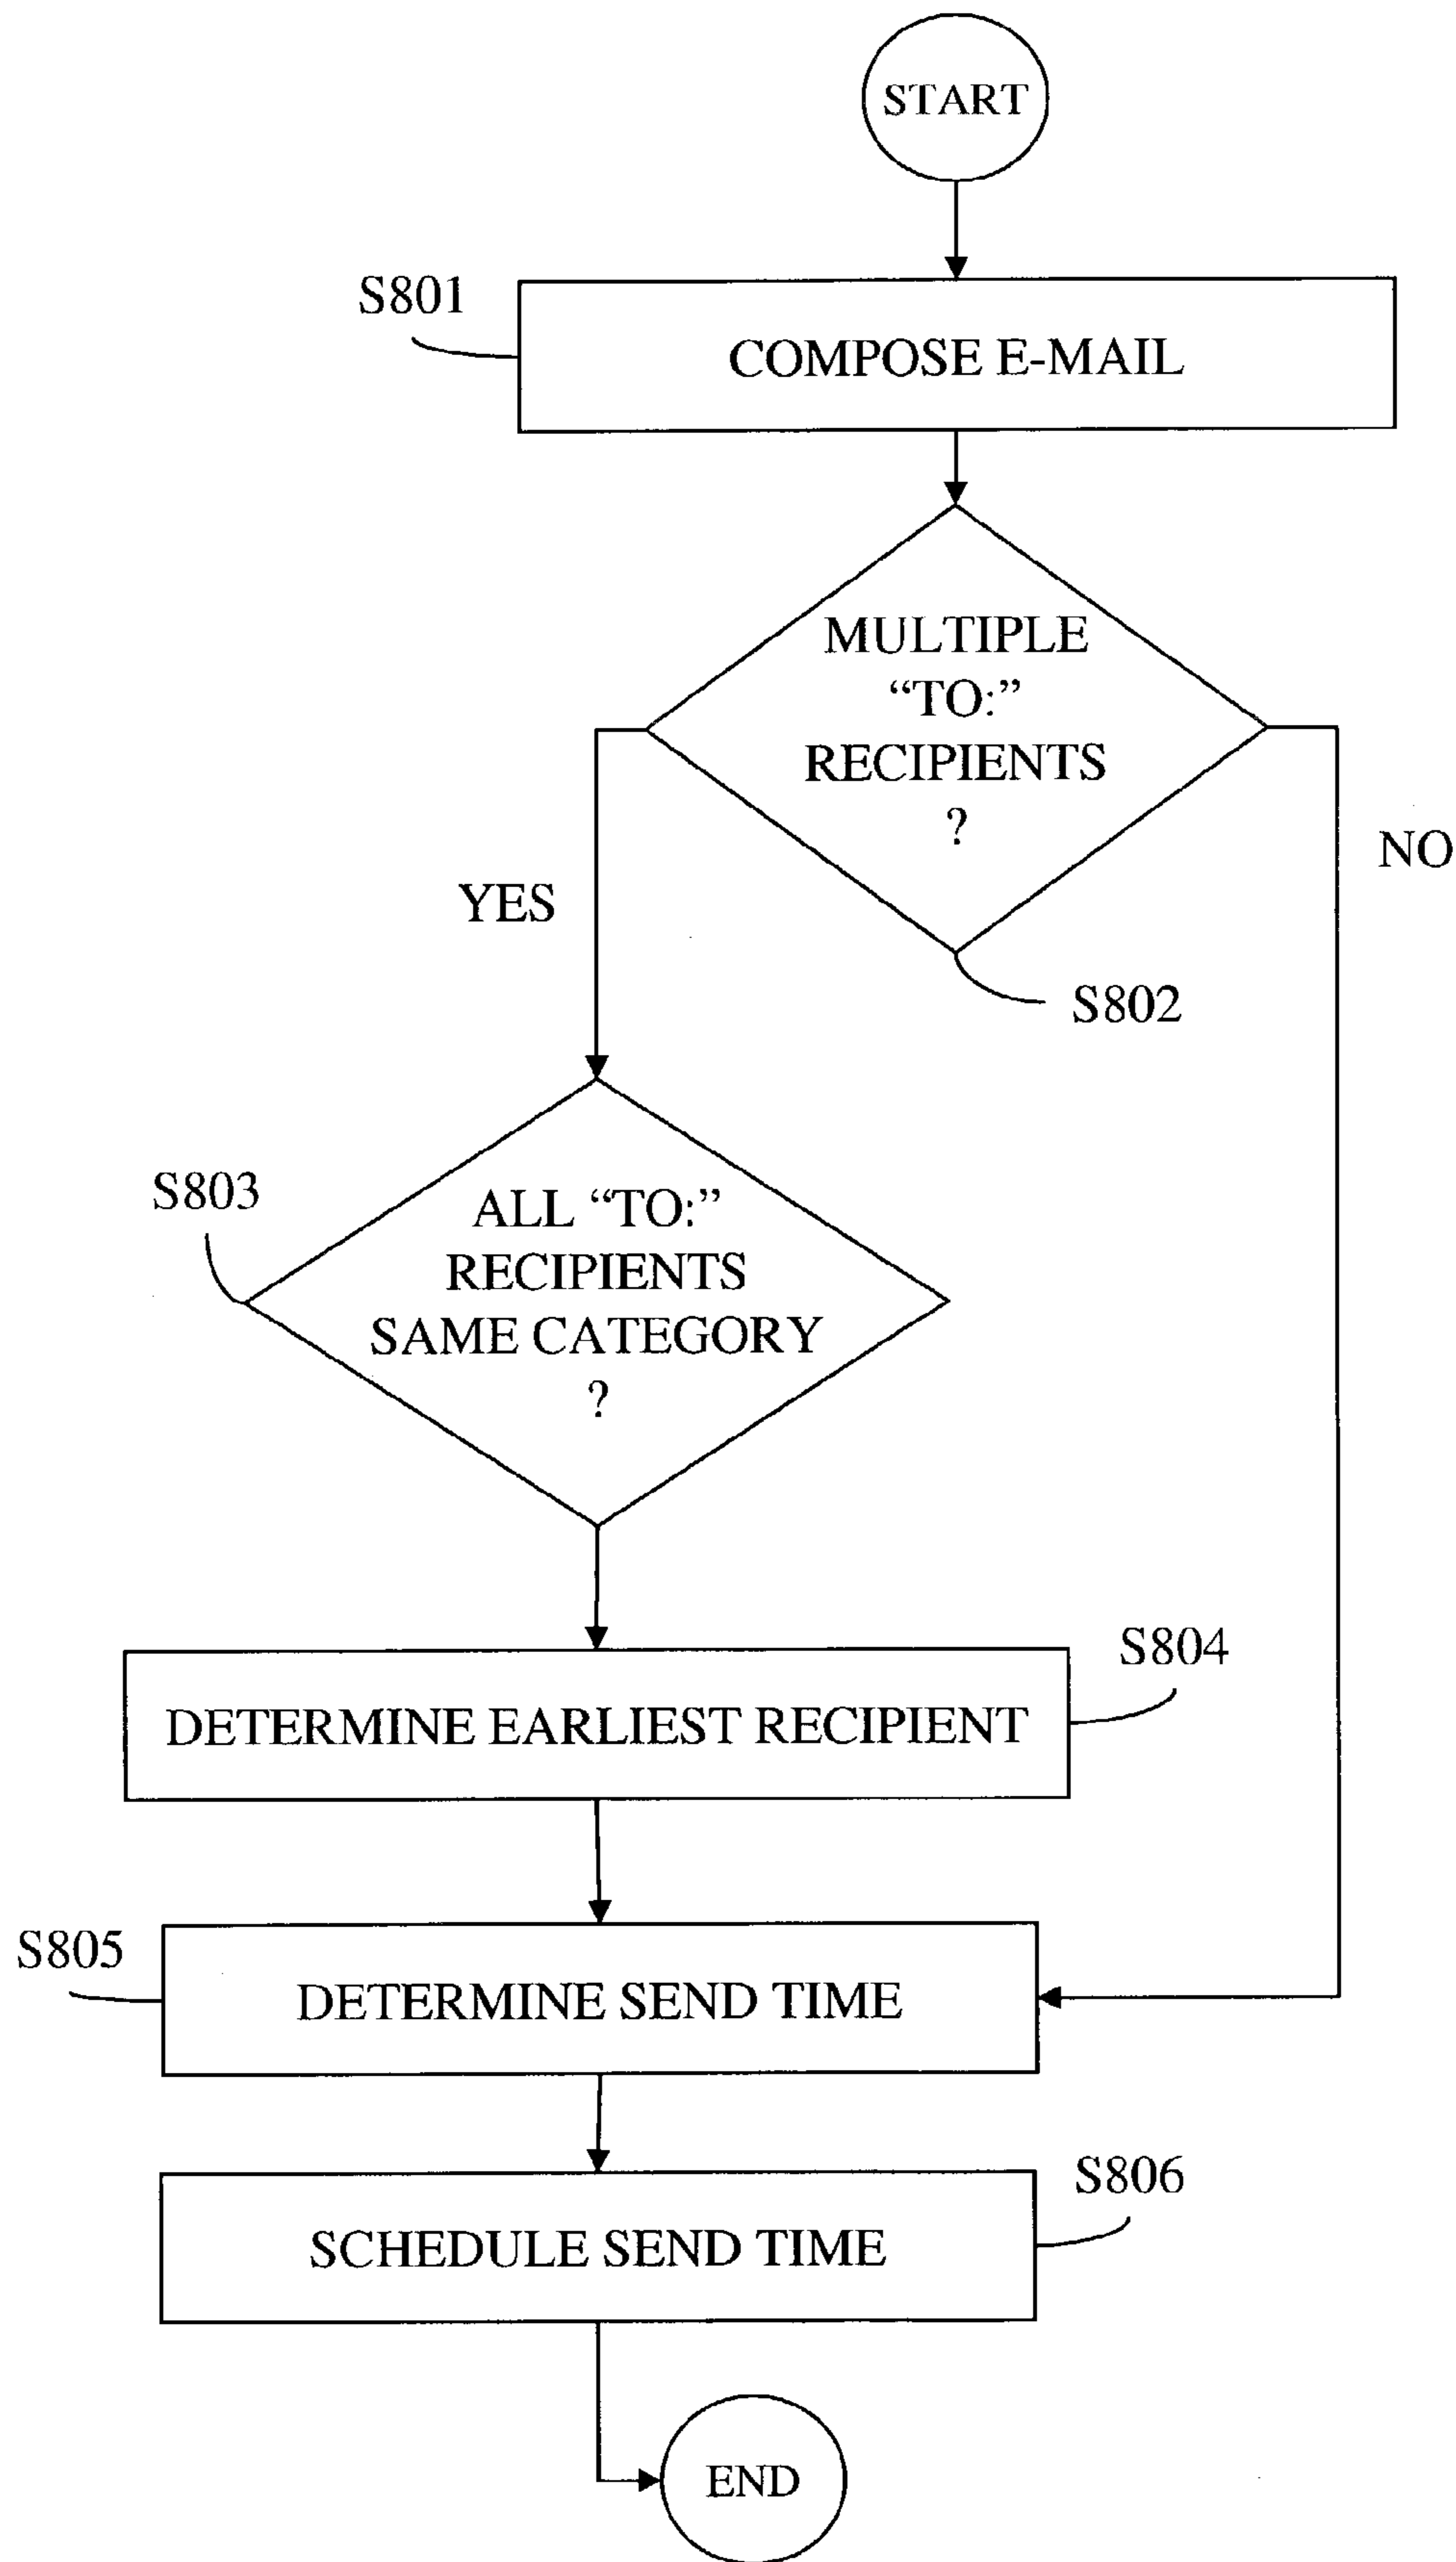 START
S801
COMPOSE E-MAIL
MULTIPLE
“TO:”
RECIPIENTS
?
NO
YES
S802
S803
ALL “TO:”
RECIPIENTS
SAME CATEGORY
?
S804
DETERMINE EARLIEST RECIPIENT
S805
DETERMINE SEND TIME
S806
SCHEDULE SEND TIME
END